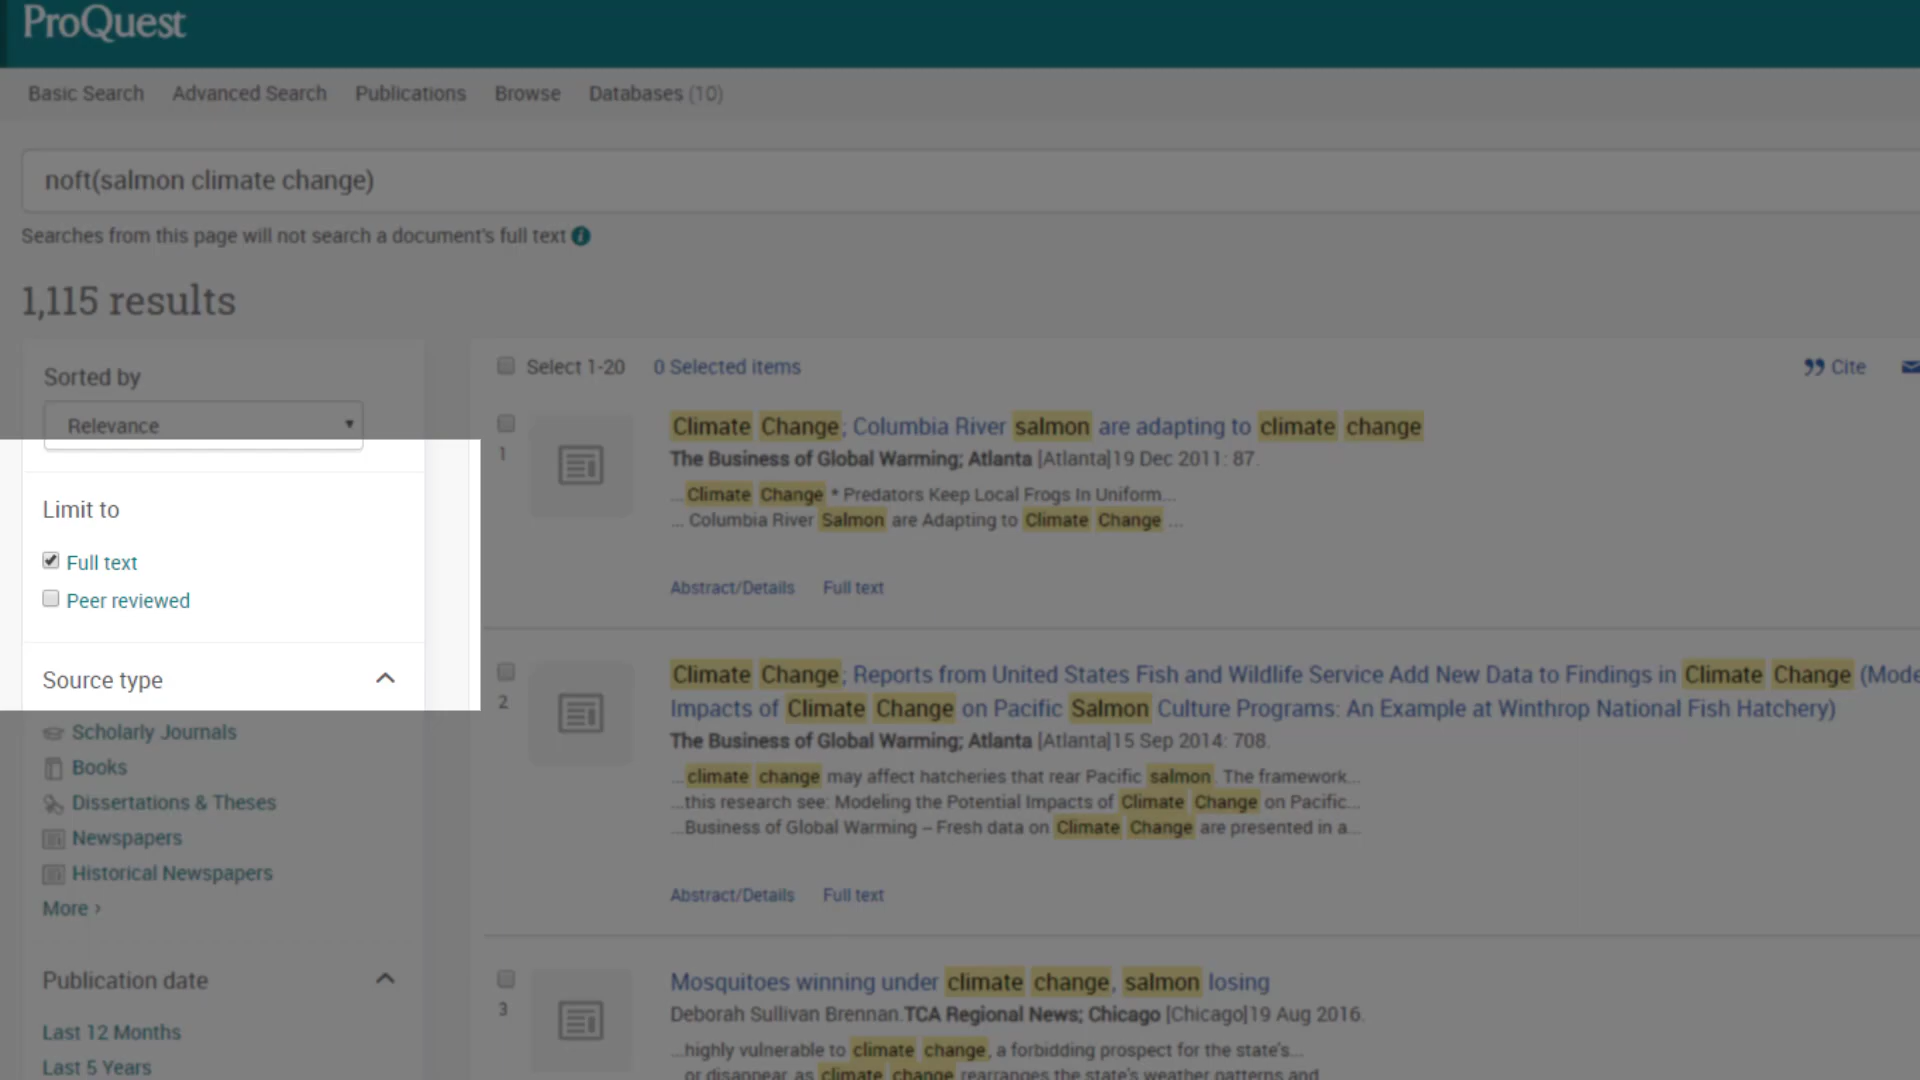 ProQuest
Basic Search Advanced Search Publications Browse Databases (10)
noft(salmon climate change)
Searches from this page will not search a document's full text
1,115 results
Sorted by
Relevance
Limit to
Full text
Peer reviewed
Source type
Scholarly Journals
Books
Dissertations & Theses
Newspapers
Historical Newspapers
More ›
Publication date
Last 12 Months
Last 5 Years
Select 1-20 0 Selected items Cite
1
Climate Change; Columbia River salmon are adapting to climate change
The Business of Global Warming; Atlanta [Atlanta]19 Dec 2011: 87.
...Climate Change * Predators Keep Local Frogs In Uniform...
... Columbia River Salmon are Adapting to Climate Change ...
Abstract/Details Full text
2
Climate Change; Reports from United States Fish and Wildlife Service Add New Data to Findings in Climate Change (Mode
Impacts of Climate Change on Pacific Salmon Culture Programs: An Example at Winthrop National Fish Hatchery)
The Business of Global Warming; Atlanta [Atlanta]15 Sep 2014: 708.
...climate change may affect hatcheries that rear Pacific salmon. The framework...
...this research see: Modeling the Potential Impacts of Climate Change on Pacific...
...Business of Global Warming – Fresh data on Climate Change are presented in a...
Abstract/Details Full text
3
Mosquitoes winning under climate change, salmon losing
Deborah Sullivan Brennan.TCA Regional News; Chicago [Chicago]19 Aug 2016.
...highly vulnerable to climate change, a forbidding prospect for the state's...
or disappear, as climate change rearranges the state's weather patterns and